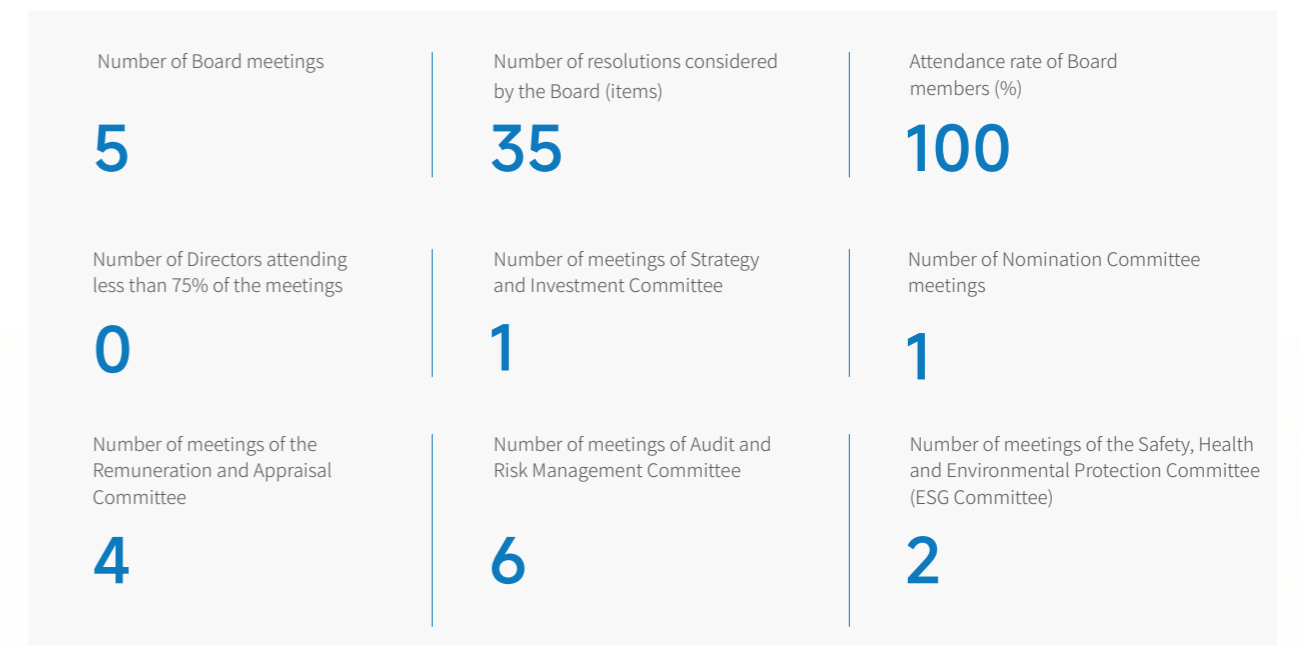 Number of Board meetings
5
Number of resolutions considered
by the Board (items)
35
Attendance rate of Board
members (%)
100
Number of Directors attending
less than 75% of the meetings
0
Number of meetings of Strategy
and Investment Committee
1
Number of Nomination Committee
meetings
1
Number of meetings of the
Remuneration and Appraisal
Committee
4
Number of meetings of Audit and
Risk Management Committee
6
Number of meetings of the Safety, Health
and Environmental Protection Committee
(ESG Committee)
2